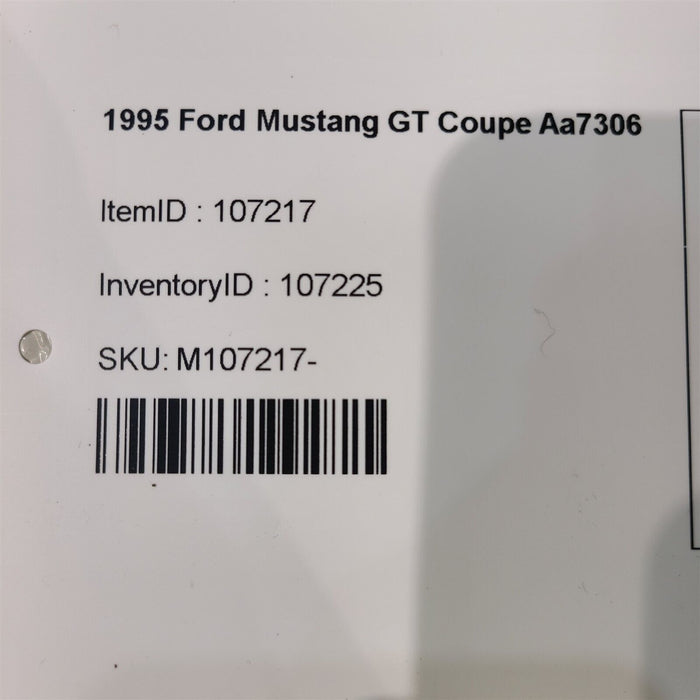 1995 Ford Mustang GT Coupe Aa7306
ItemID : 107217
InventoryID : 107225
SKU: M107217-